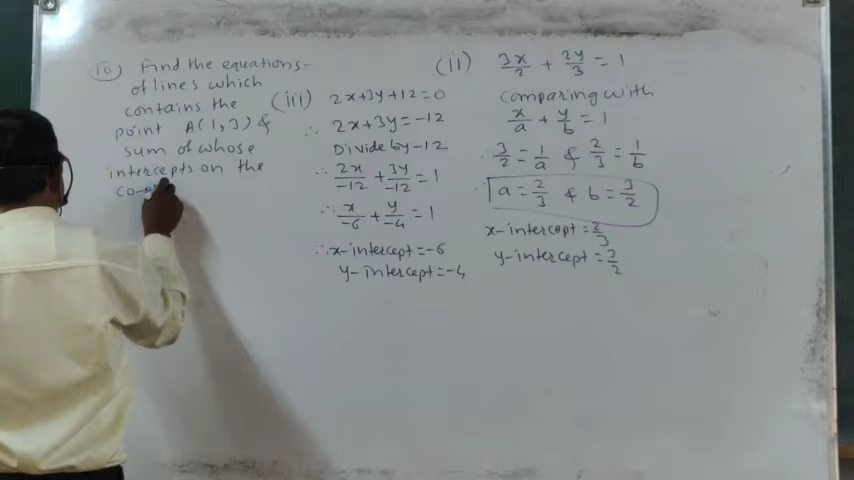 10) Find the equations
of lines which
contains the
point A(1,3) &
sum of whose
intercepts on the
co-
(iii) 2x+3y+12=0
∴ 2x+3y=-12
Divide by -12
∴ 2x/-12 + 3y/-12 = 1
∴ x/-6 + y/-4 = 1
∴ x-intercept=-6
y-intercept=-4
(ii) 3x/2 + 2y/3 = 1
Comparing with
x/a + y/b = 1
∴ 3/2 = 1/a & 2/3 = 1/b
∴ a = 2/3 & b = 3/2
x-intercept = 2/3
y-intercept = 3/2